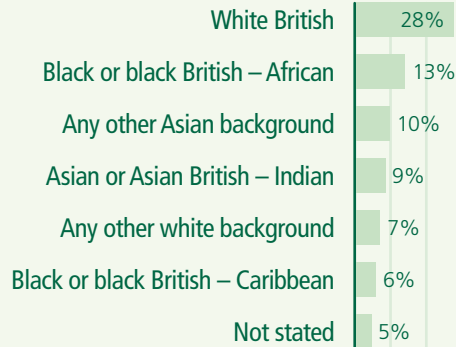 White British 28%
Black or black British – African 13%
Any other Asian background 10%
Asian or Asian British – Indian 9%
Any other white background 7%
Black or black British – Caribbean 6%
Not stated 5%